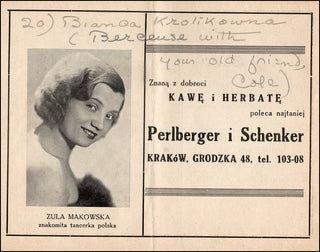 20) Bianca Krolikowna
(Berceuse with
your old friend,
Cole)
ZULA MAKOWSKA
znakomita tancerka polska
Znaną z dobroci
KAWĘ i HERBATĘ
poleca najtaniej
Perlberger i Schenker
KRAKÓW, GRODZKA 48, tel. 103-08